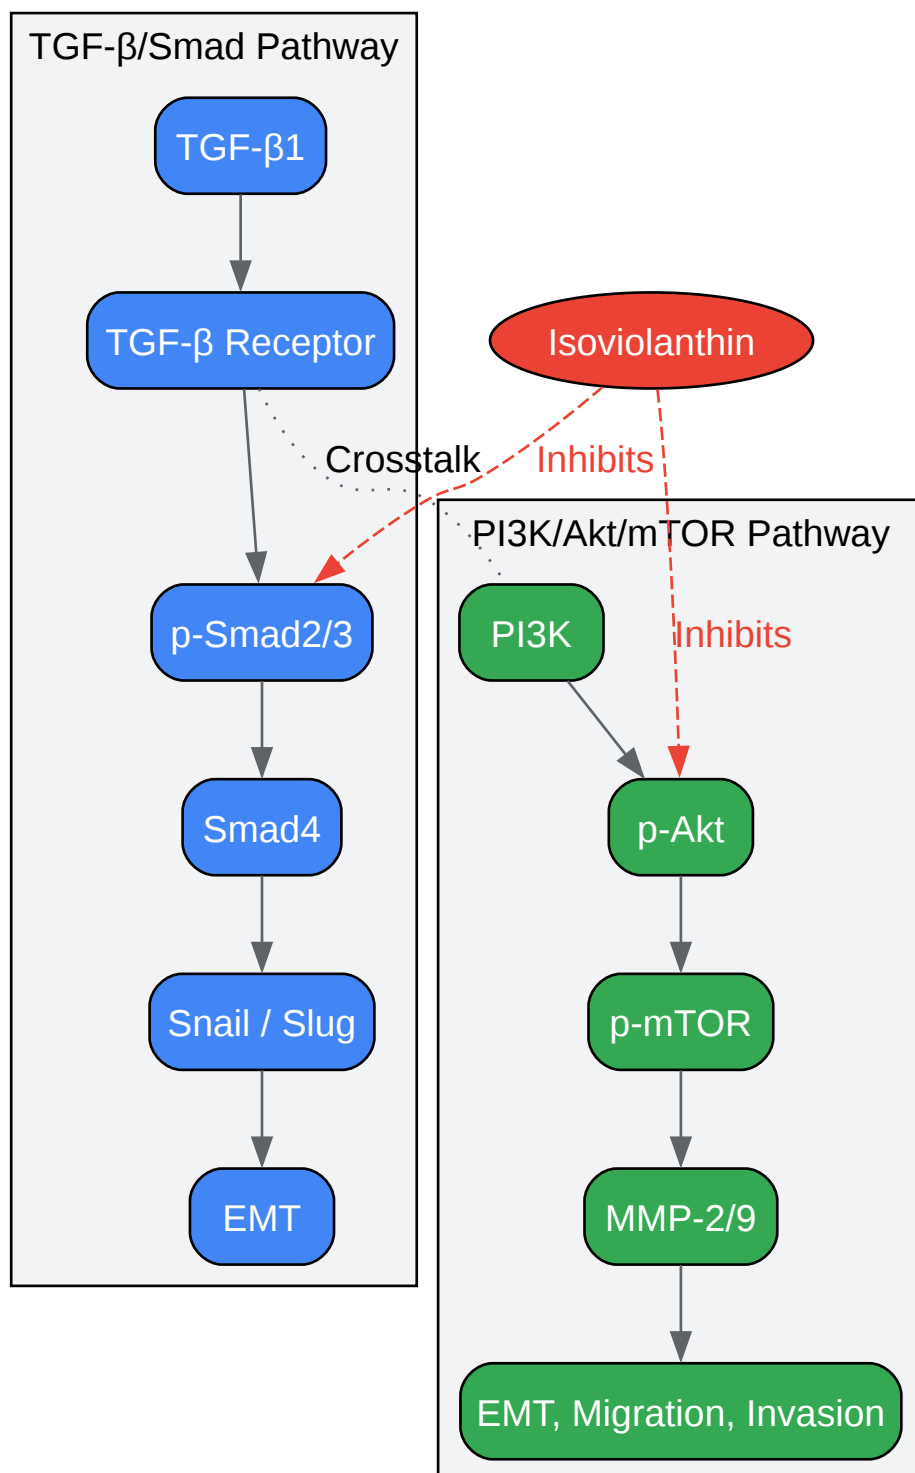 TGF-β/Smad Pathway
TGF-β1
TGF-β Receptor
Isoviolanthin
Crosstalk
Inhibits
PI3K/Akt/mTOR Pathway
p-Smad2/3
PI3K
Inhibits
Smad4
p-Akt
Snail / Slug
p-mTOR
EMT
MMP-2/9
EMT, Migration, Invasion